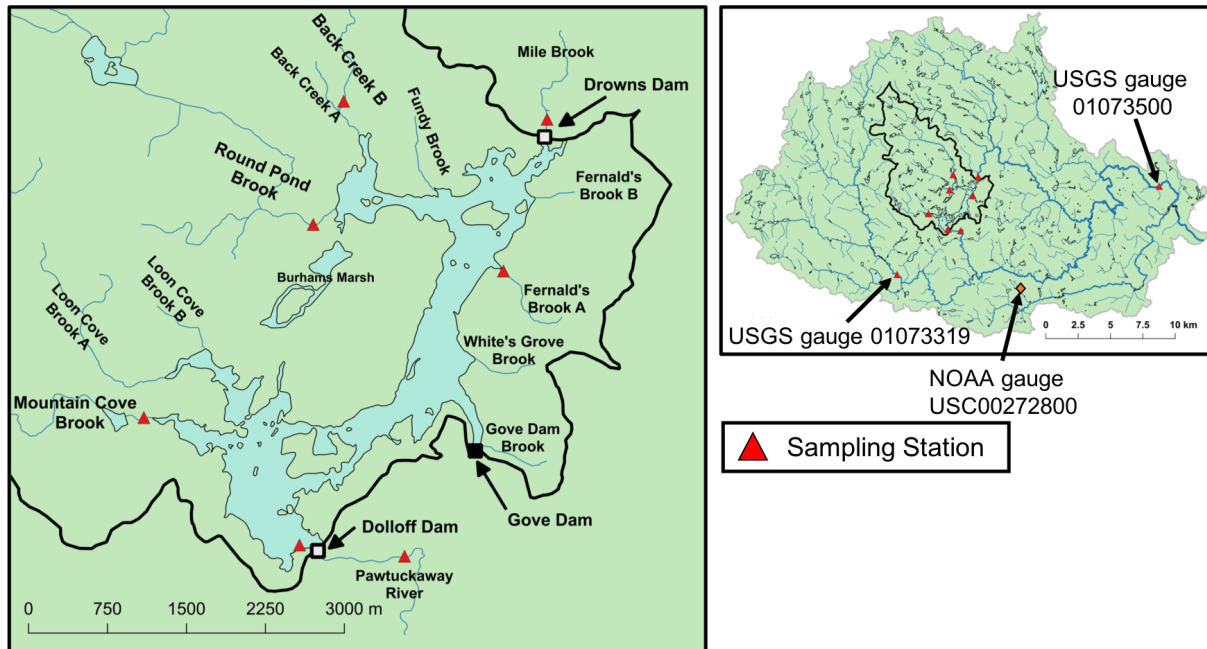 Back Creek B
Back Creek A
Mile Brook
Drowns Dam
Fundy Brook
Round Pond
Brook
Fernald's
Brook B
Burhams Marsh
Fernald's
Brook A
Loon Cove
Brook B
Loon Cove
Brook A
White's Grove
Brook
Mountain Cove
Brook
Gove Dam
Brook
Gove Dam
Dolloff Dam
Pawtuckaway
River
0 750 1500 2250 3000 m
USGS gauge
01073500
USGS gauge 01073319
0 2.5 5 7.5 10 km
NOAA gauge
USC00272800
Sampling Station